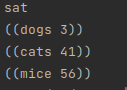 sat
((dogs 3))
((cats 41))
((mice 56))